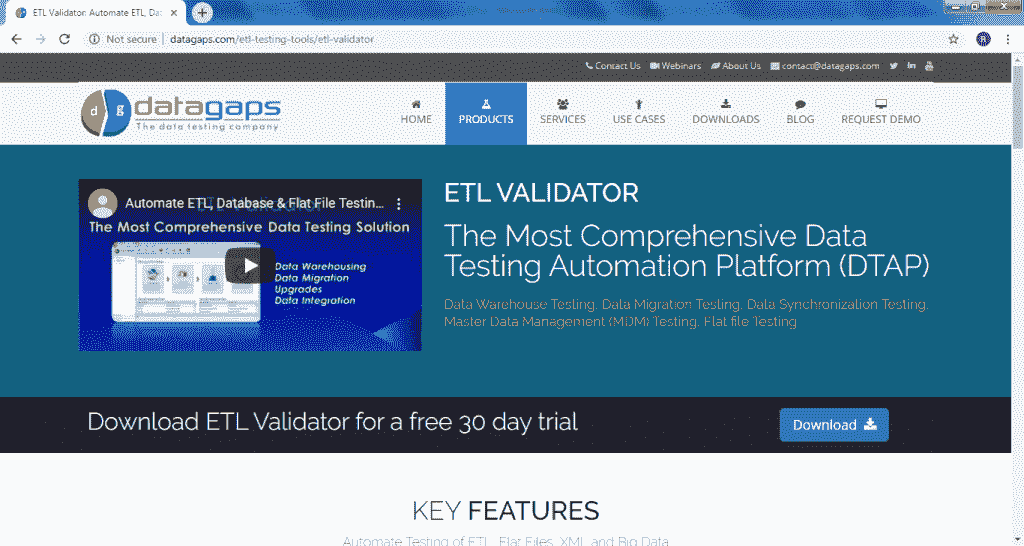 ETL Validator: Automate ETL, Da
Not secure | datagaps.com/etl-testing-tools/etl-validator
Contact Us Webinars About Us contact@datagaps.com
d g datagaps
The data testing company
HOME PRODUCTS SERVICES USE CASES DOWNLOADS BLOG REQUEST DEMO
Automate ETL, Database & Flat File Testin...
The Most Comprehensive Data Testing Solution
Data Warehousing
Data Migration
Upgrades
Data Integration
ETL VALIDATOR
The Most Comprehensive Data
Testing Automation Platform (DTAP)
Data Warehouse Testing, Data Migration Testing, Data Synchronization Testing,
Master Data Management (MDM) Testing, Flat file Testing
Download ETL Validator for a free 30 day trial
Download
KEY FEATURES
Automate Testing of ETL, Flat Files, XML and Big Data